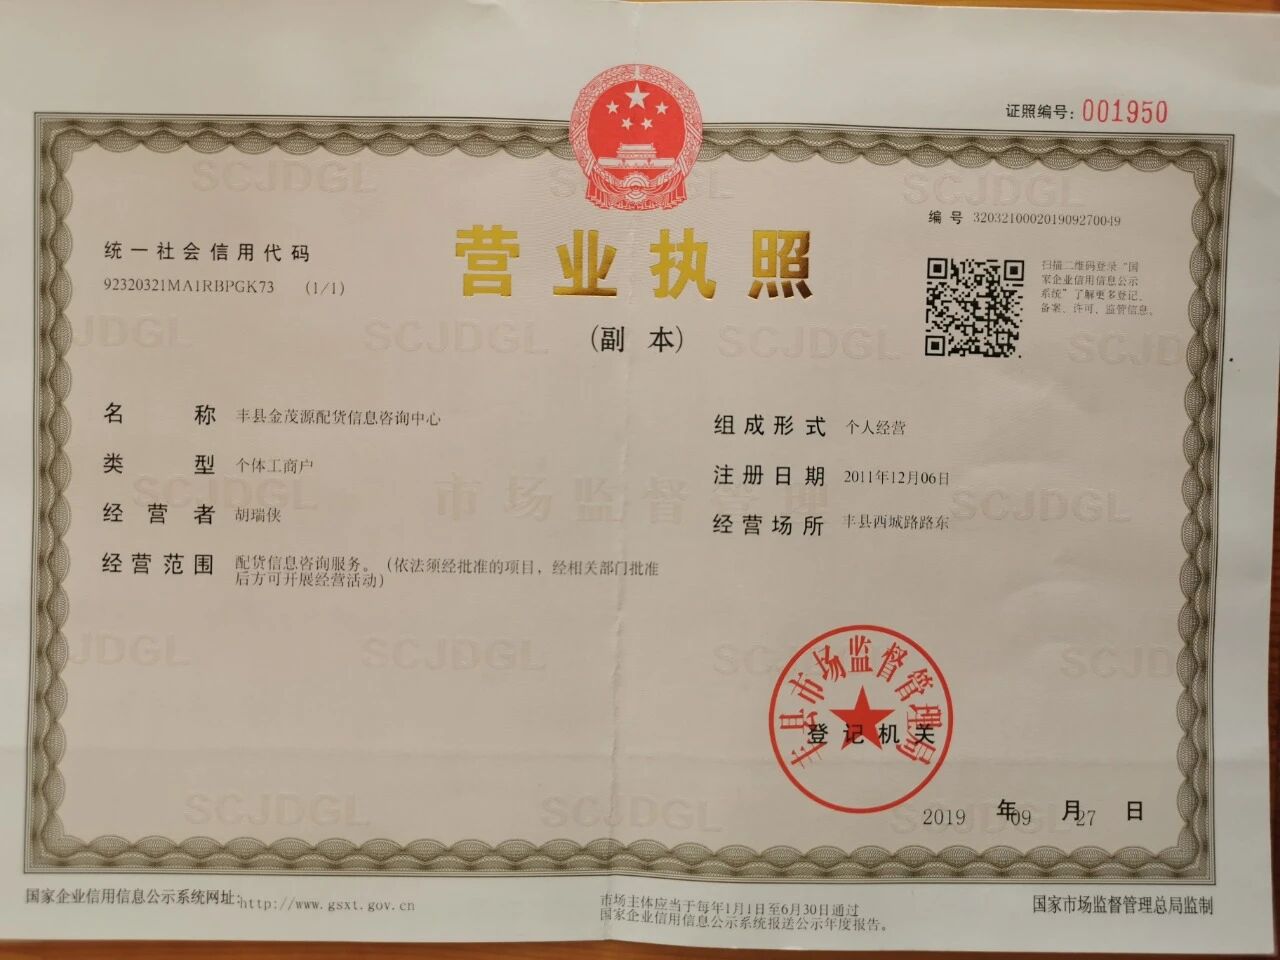 证照编号: 001950
编 号 320321000201909270049
统一社会信用代码
92320321MA1RBPGK73 (1/1)
营业执照
(副 本)
扫描二维码登录“国
家企业信用信息公示
系统”了解更多登记、
备案、许可、监管信息。
名 称 丰县金茂源配货信息咨询中心
类 型 个体工商户
经 营 者 胡瑞侠
经 营 范 围 配货信息咨询服务。(依法须经批准的项目，经相关部门批准
后方可开展经营活动)
组 成 形 式 个人经营
注 册 日 期 2011年12月06日
经 营 场 所 丰县西城路路东
丰县市场监督管理局
登 记 机 关
2019 年 09 月 27 日
国家企业信用信息公示系统网址:http://www.gsxt.gov.cn
市场主体应当于每年1月1日至6月30日通过
国家企业信用信息公示系统报送公示年度报告。
国家市场监督管理总局监制
SCJDGL
市场监督管理